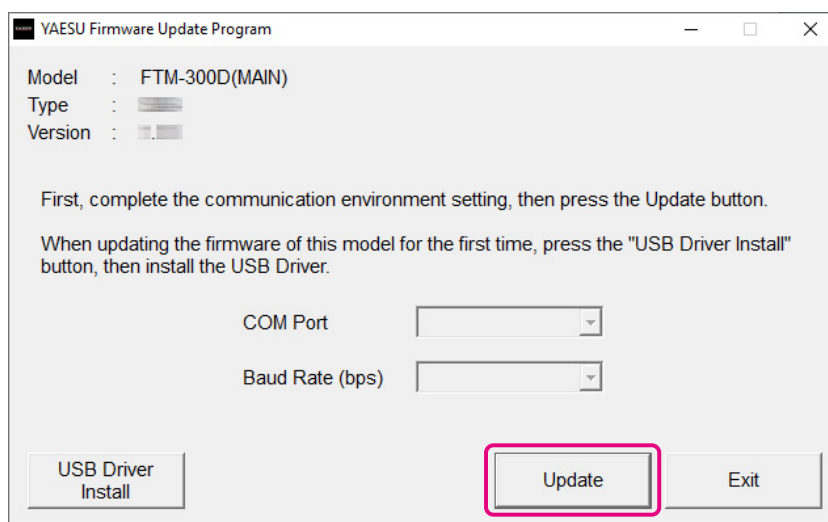 YAESU Firmware Update Program
Model : FTM-300D(MAIN)
Type :
Version :
First, complete the communication environment setting, then press the Update button.
When updating the firmware of this model for the first time, press the "USB Driver Install"
button, then install the USB Driver.
COM Port
Baud Rate (bps)
USB Driver
Install
Update
Exit